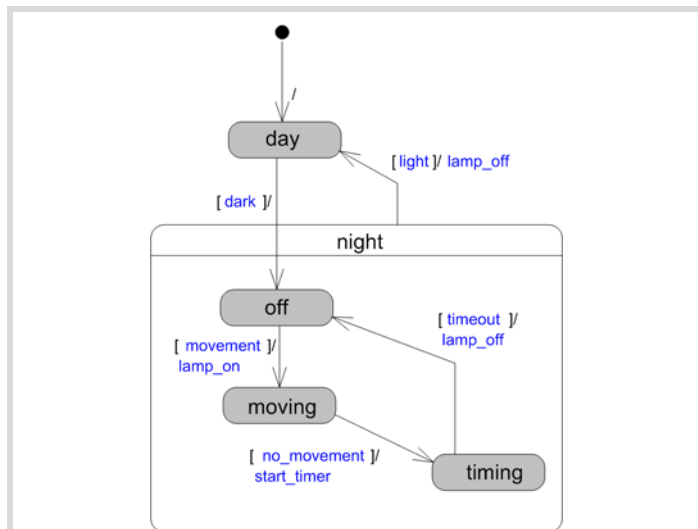 /
day
[ light ]/ lamp_off
[ dark ]/
night
off
[ timeout ]/
lamp_off
[ movement ]/
lamp_on
moving
[ no_movement ]/
start_timer
timing